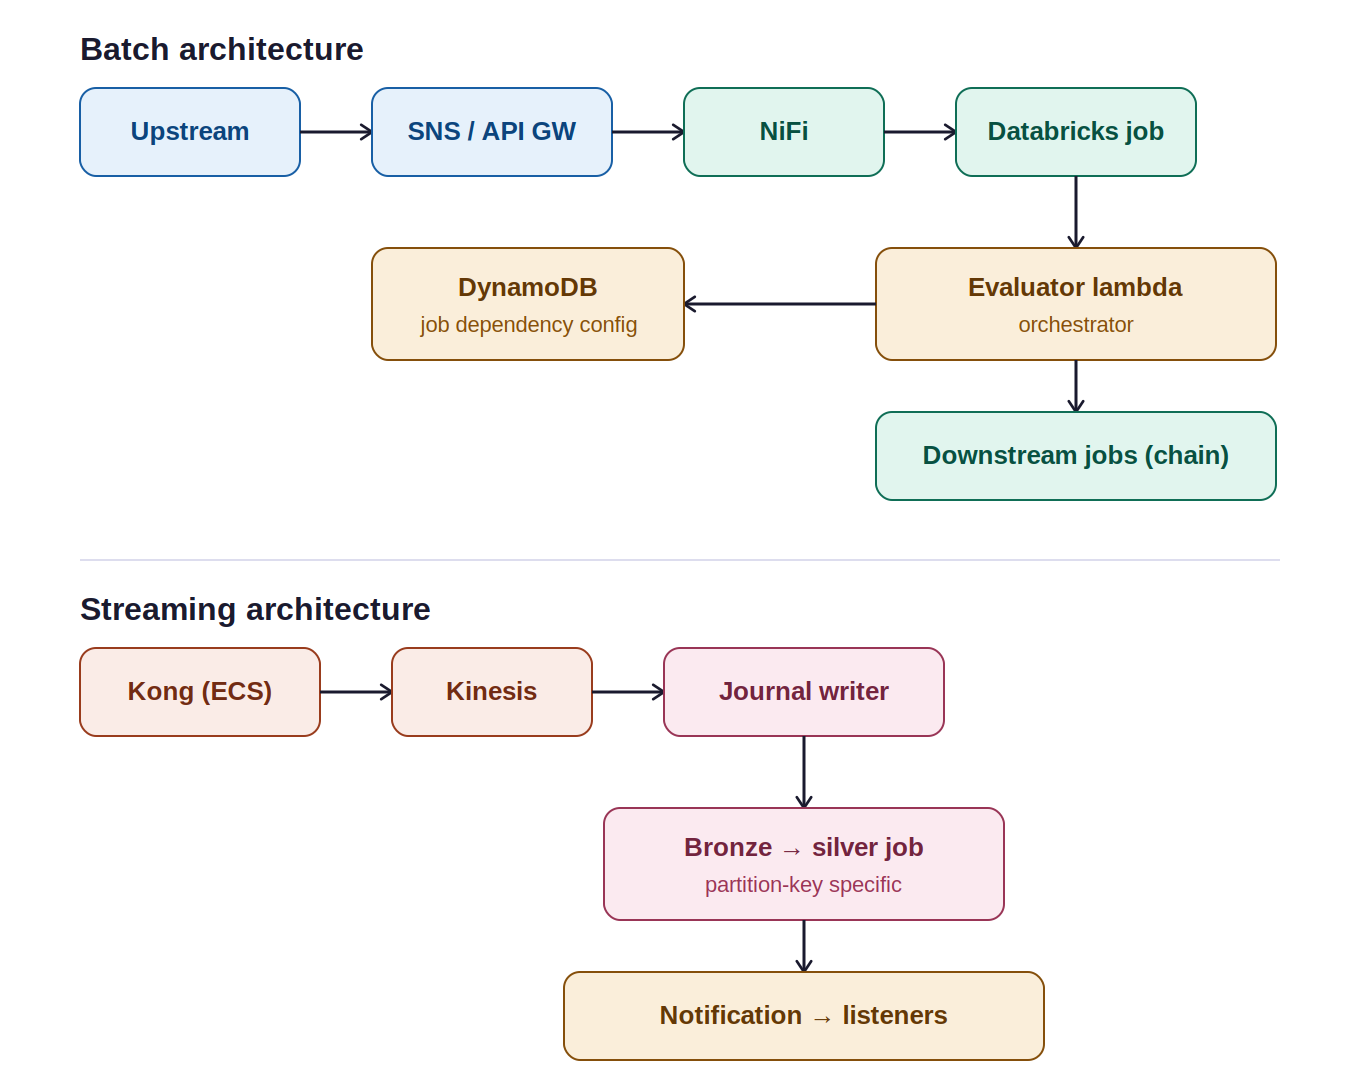 Batch architecture
Upstream
SNS / API GW
NiFi
Databricks job
DynamoDB
job dependency config
Evaluator lambda
orchestrator
Downstream jobs (chain)
Streaming architecture
Kong (ECS)
Kinesis
Journal writer
Bronze → silver job
partition-key specific
Notification → listeners